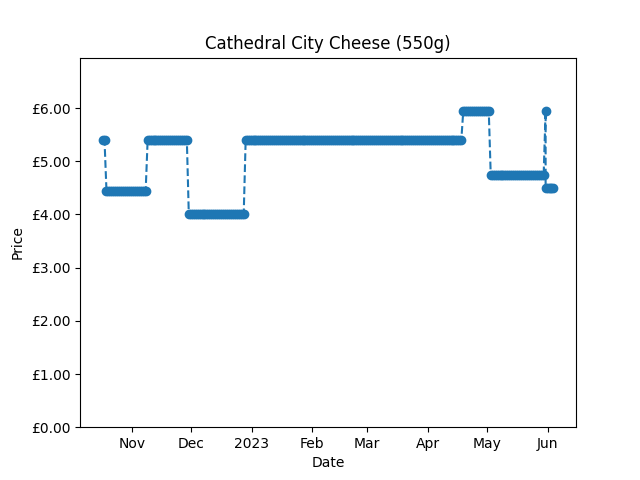 Cathedral City Cheese (550g)
£6.00
£5.00
£4.00
£3.00
£2.00
£1.00
£0.00
Price
Nov Dec 2023 Feb Mar Apr May Jun
Date